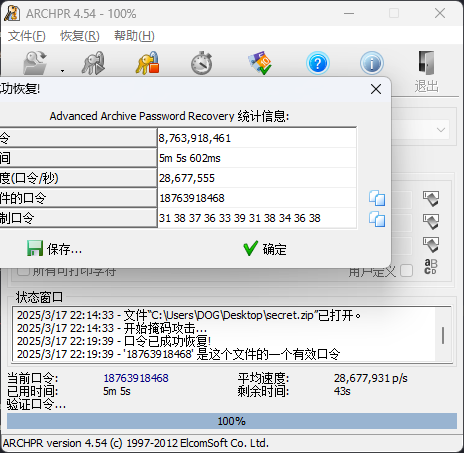 ARCHPR 4.54 - 100%
文件(F) 恢复(R) 帮助(H)
退出
功恢复!
Advanced Archive Password Recovery 统计信息:
令 8,763,918,461
间 5m 5s 602ms
度(口令/秒) 28,677,555
件的口令 18763918468
制口令 31 38 37 36 33 39 31 38 34 36 38
保存... 确定
所有可打印字符 用户定义
状态窗口
2025/3/17 22:14:33 - 文件“C:\Users\DOG\Desktop\secret.zip”已打开。
2025/3/17 22:14:33 - 开始掩码攻击...
2025/3/17 22:19:39 - 口令已成功恢复!
2025/3/17 22:19:39 - '18763918468' 是这个文件的一个有效口令
当前口令: 18763918468 平均速度: 28,677,931 p/s
已用时间: 5m 5s 剩余时间: 43s
验证口令...
100%
ARCHPR version 4.54 (c) 1997-2012 ElcomSoft Co. Ltd.